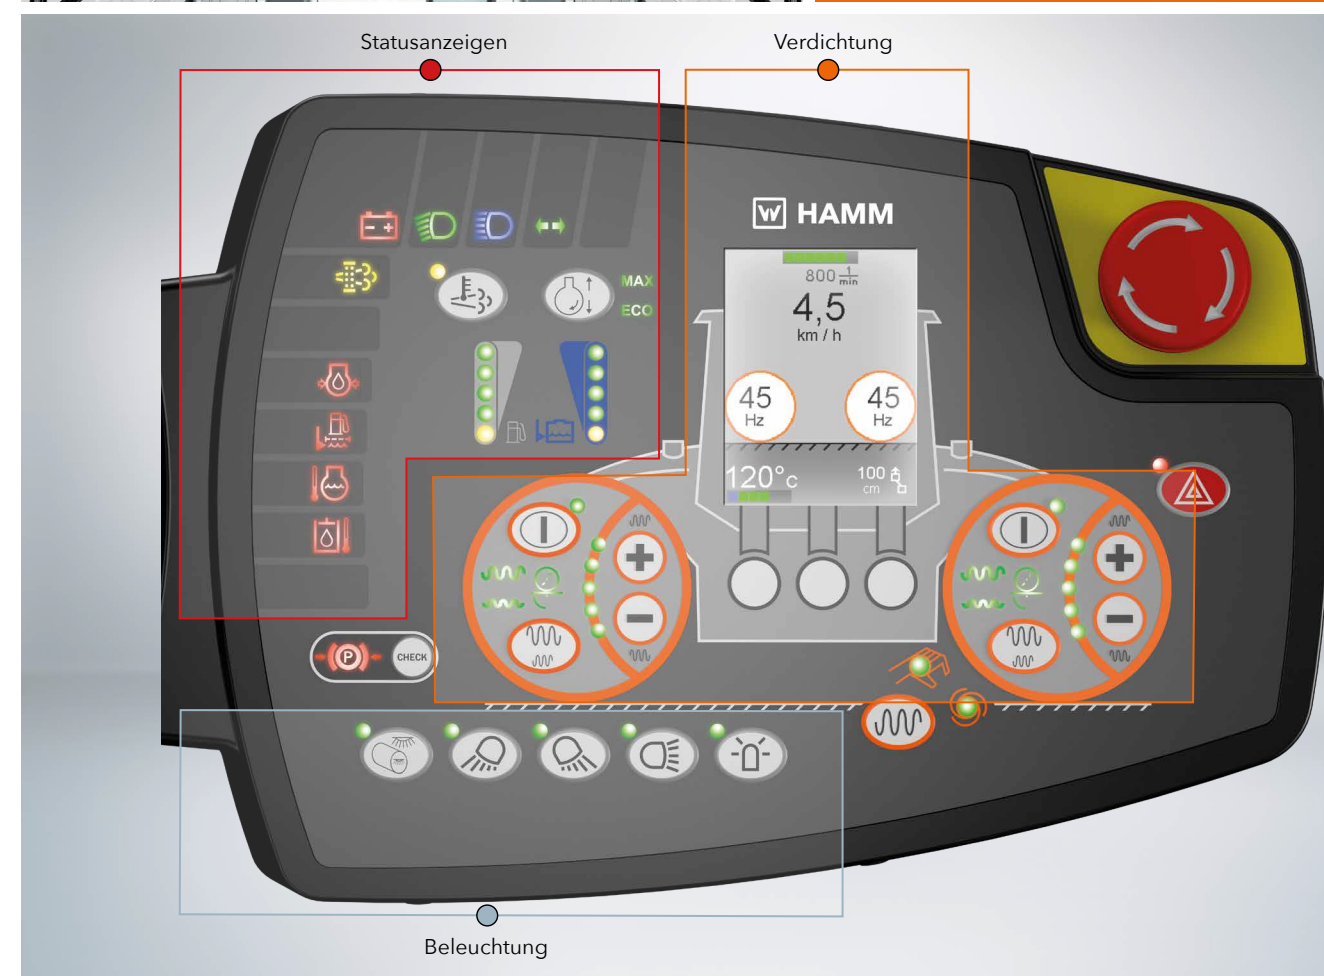 Statusanzeigen
Verdichtung
HAMM
800 1/min
MAX
ECO
4,5
km / h
45
Hz
45
Hz
120°c
100
cm
P
CHECK
Beleuchtung